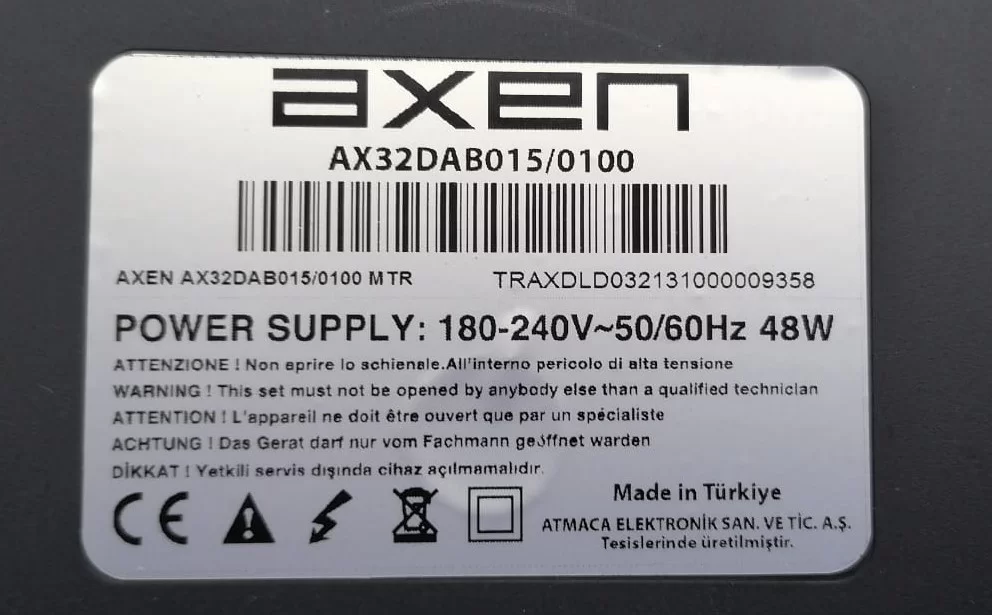 axen
AX32DAB015/0100
AXEN AX32DAB015/0100 MTR TRAXDLD032131000009358
POWER SUPPLY: 180-240V~50/60Hz 48W
ATTENZIONE ! Non aprire lo schienale.All'interno pericolo di alta tensione
WARNING ! This set must not be opened by anybody else than a qualified technician
ATTENTION ! L'appareil ne doit être ouvert que par un spécialiste
ACHTUNG ! Das Gerat darf nur vom Fachmann geöffnet warden
DİKKAT ! Yetkili servis dışında cihaz açılmamalıdır.
CE
Made in Türkiye
ATMACA ELEKTRONİK SAN. VE TİC. A.Ş.
Tesislerinde üretilmiştir.